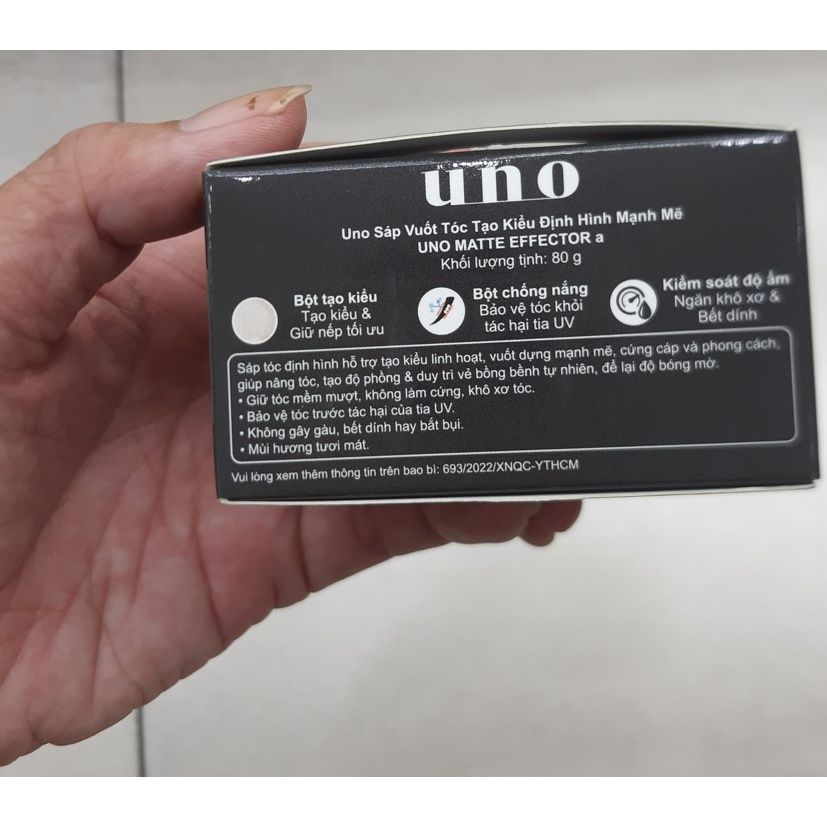 uno
Uno Sáp Vuốt Tóc Tạo Kiểu Định Hình Mạnh Mẽ
UNO MATTE EFFECTOR a
Khối lượng tịnh: 80 g
Bột tạo kiểu
Tạo kiểu &
Giữ nếp tối ưu
Bột chống nắng
Bảo vệ tóc khỏi
tác hại tia UV
Kiểm soát độ ẩm
Ngăn khô xơ &
Bết dính
Sáp tóc định hình hỗ trợ tạo kiểu linh hoạt, vuốt dựng mạnh mẽ, cứng cáp và phong cách,
giúp nâng tóc, tạo độ phồng & duy trì vẻ bồng bềnh tự nhiên, để lại độ bóng mờ.
• Giữ tóc mềm mượt, không làm cứng, khô xơ tóc.
• Bảo vệ tóc trước tác hại của tia UV.
• Không gây gàu, bết dính hay bắt bụi.
• Mùi hương tươi mát.
Vui lòng xem thêm thông tin trên bao bì: 693/2022/XNQC-YTHCM